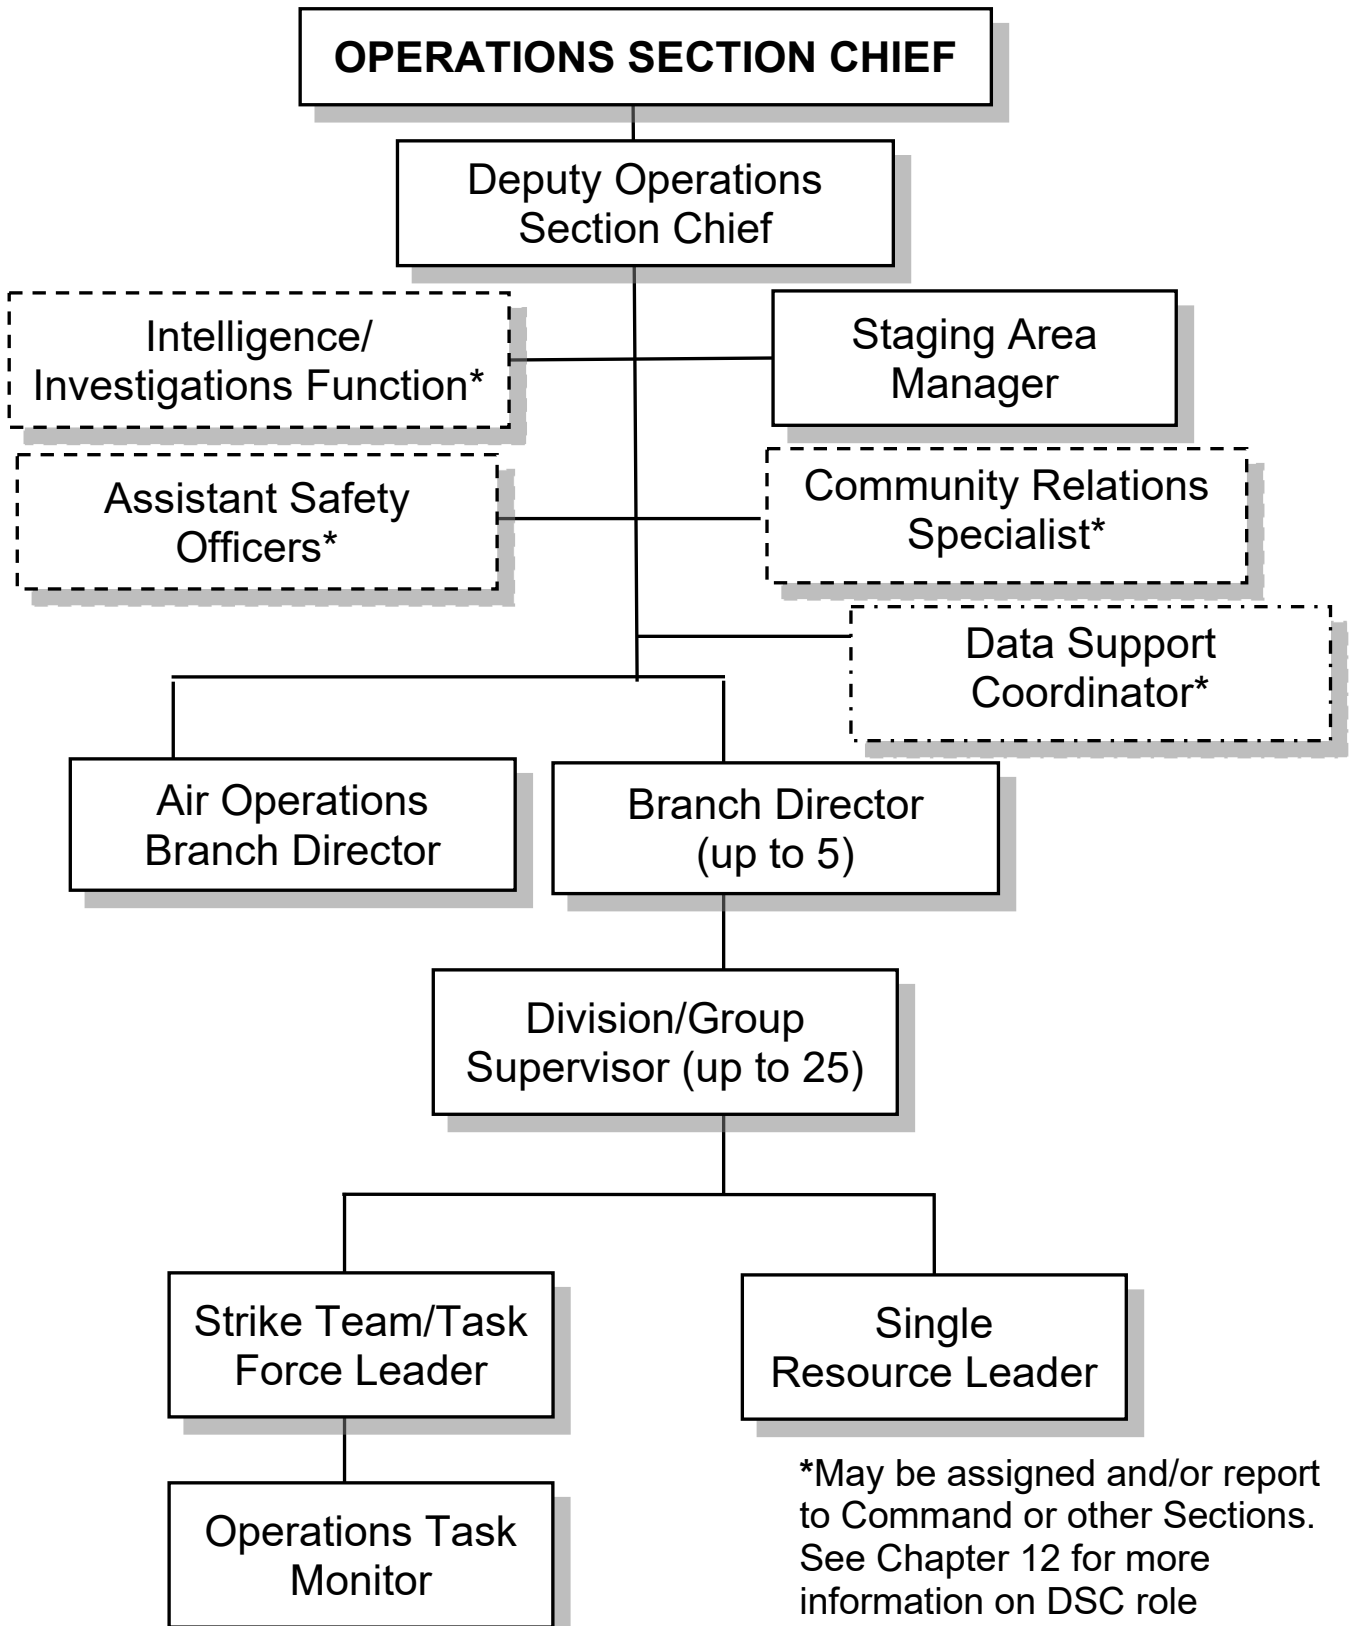 OPERATIONS SECTION CHIEF
Deputy Operations
Section Chief
Intelligence/
Investigations Function*
Staging Area
Manager
Assistant Safety
Officers*
Community Relations
Specialist*
Data Support
Coordinator*
Air Operations
Branch Director
Branch Director
(up to 5)
Division/Group
Supervisor (up to 25)
Strike Team/Task
Force Leader
Single
Resource Leader
Operations Task
Monitor
*May be assigned and/or report
to Command or other Sections.
See Chapter 12 for more
information on DSC role